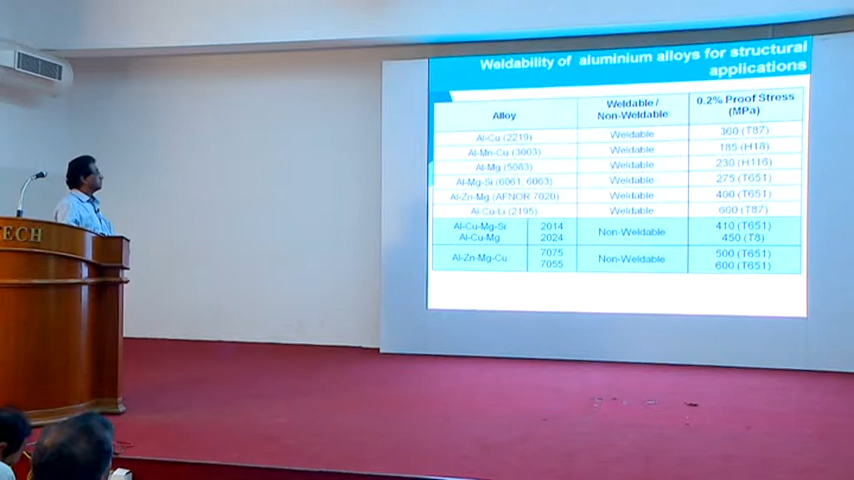 Weldability of aluminium alloys for structural
applications
Alloy
Weldable /
Non-Weldable
0.2% Proof Stress
(MPa)
Al-Cu (2219) Weldable 360 (T87)
Al-Mn-Cu (3003) Weldable 185 (H18)
Al-Mg (5083) Weldable 230 (H116)
Al-Mg-Si (6061, 6063) Weldable 275 (T651)
Al-Zn-Mg (AFNOR 7020) Weldable 400 (T651)
Al-Cu-Li (2195) Weldable 600 (T87)
Al-Cu-Mg-Si 2014 410 (T651)
Non-Weldable
Al-Cu-Mg 2024 450 (T8)
Al-Zn-Mg-Cu
7075 500 (T651)
Non-Weldable
7055 600 (T651)
TECH